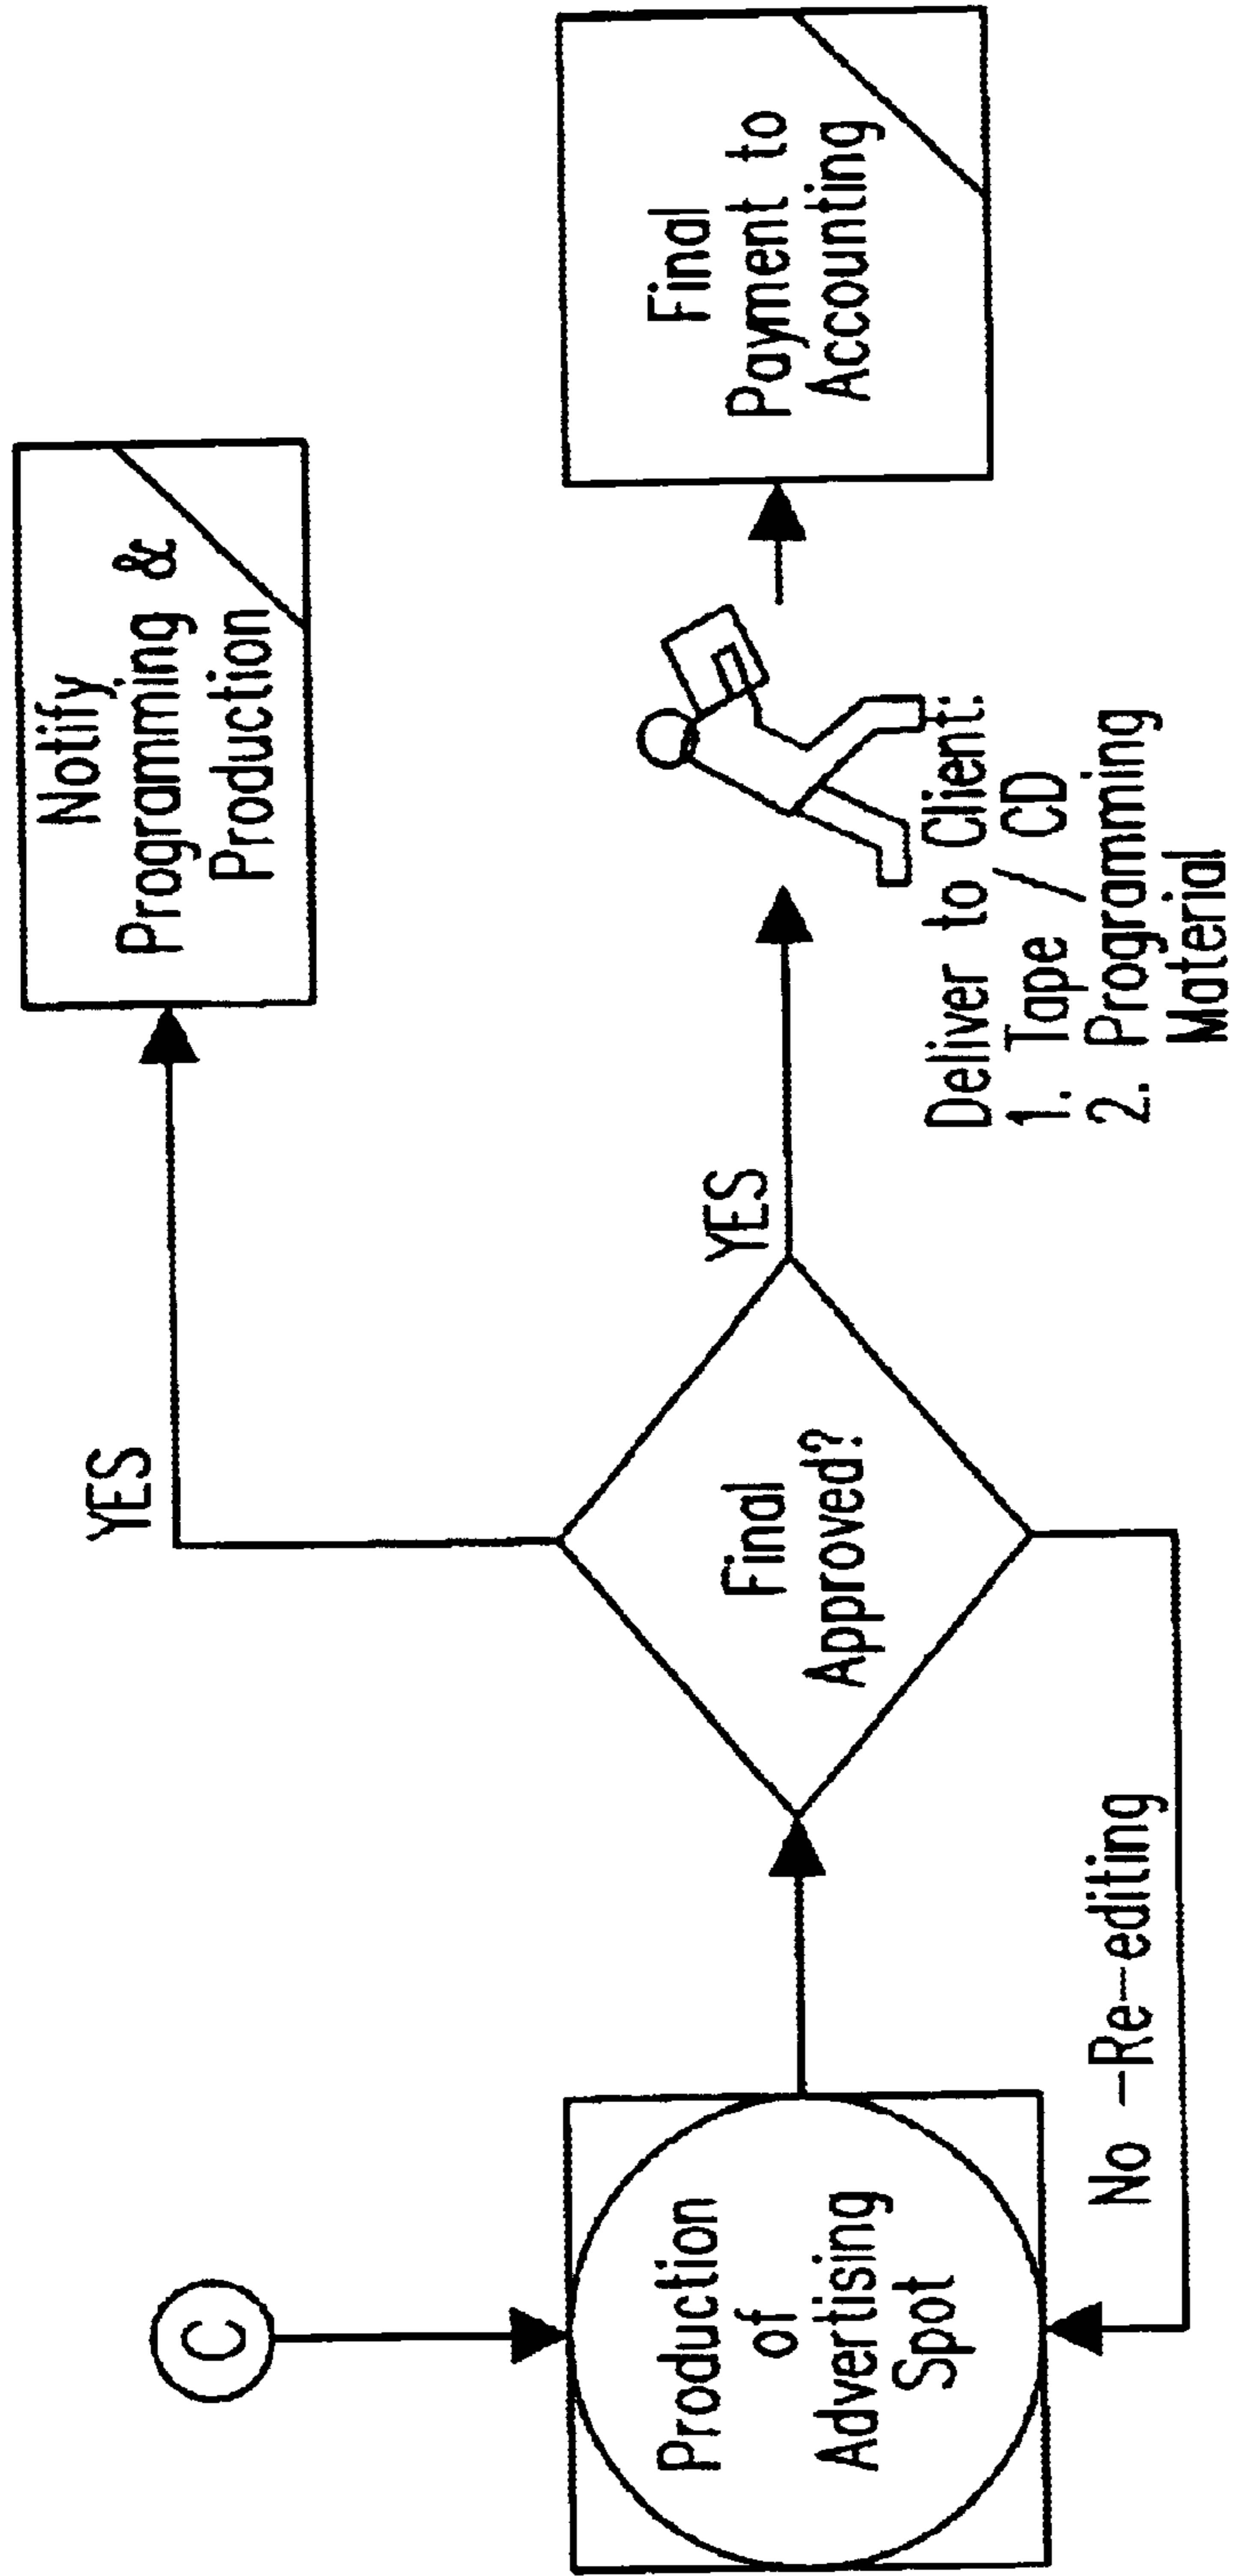 C
Production
of
Advertising
Spot
No -Re-editing
Final
Approved?
YES
Notify
Programming &
Production
YES
Deliver to Client:
1. Tape / CD
2. Programming
Material
Final
Payment to
Accounting